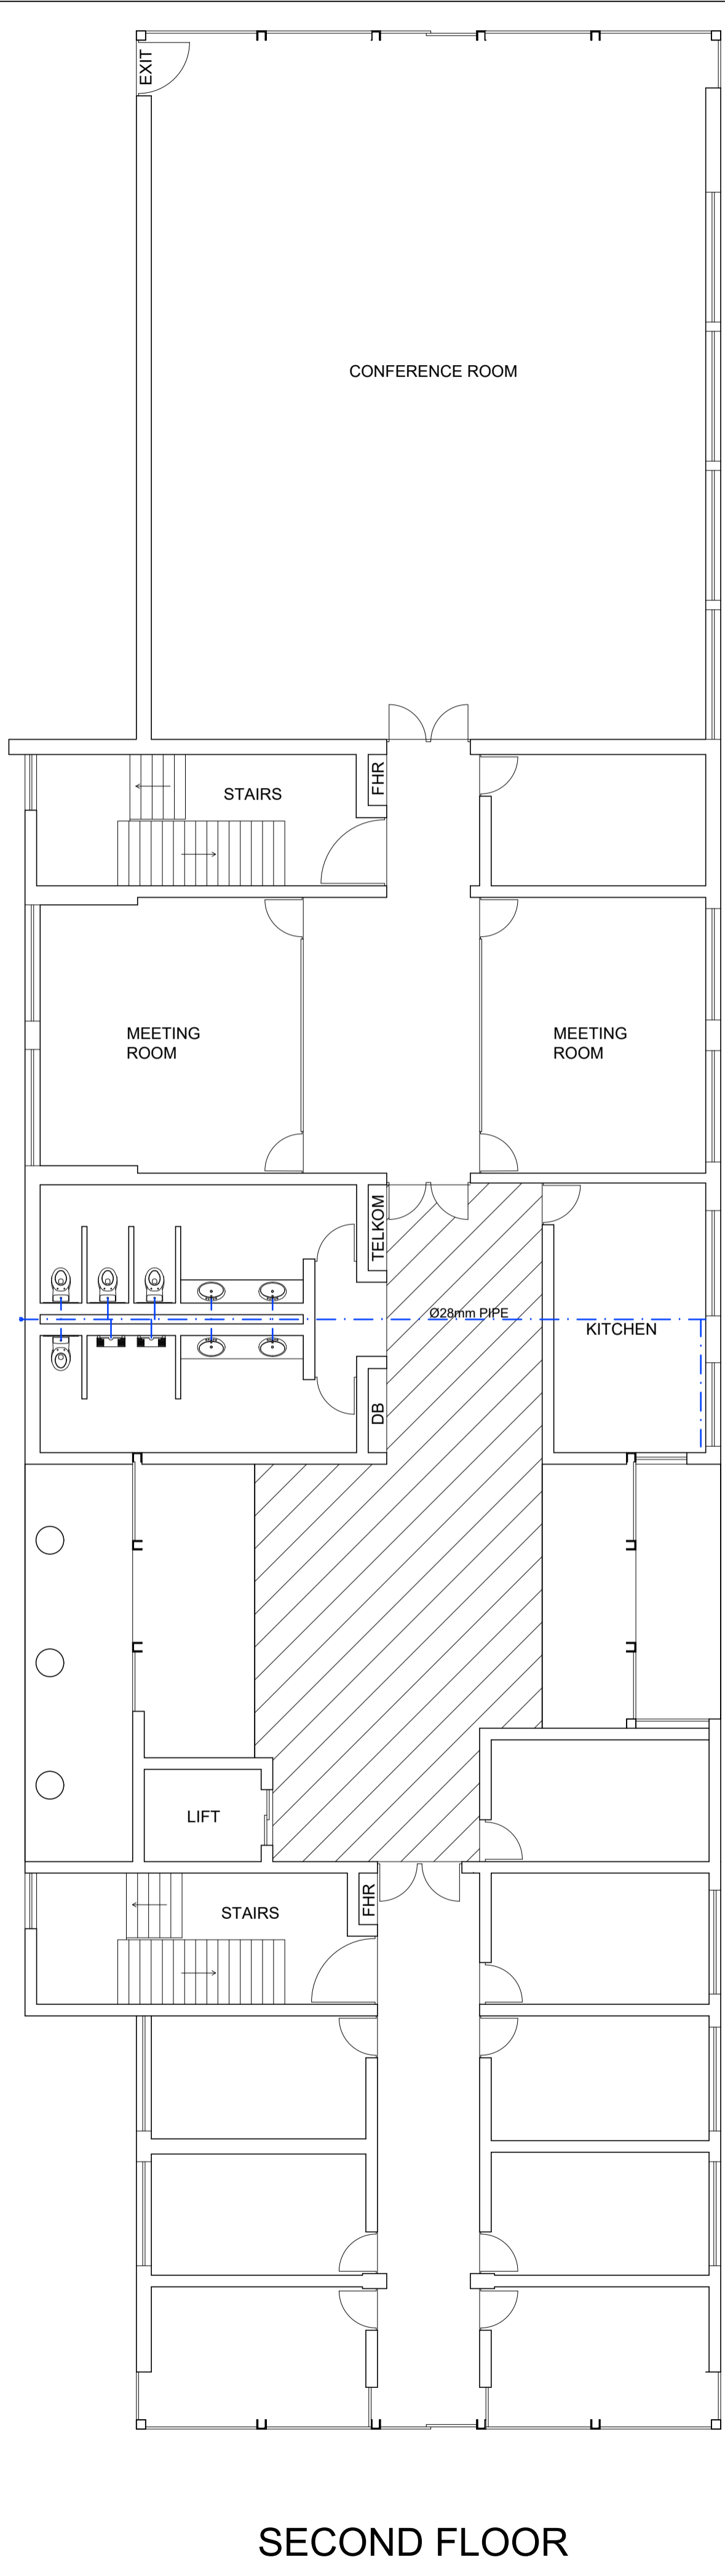 EXIT
CONFERENCE ROOM
FHR
STAIRS
MEETING
ROOM
MEETING
ROOM
TELKOM
Ø28mm PIPE
KITCHEN
DB
LIFT
FHR
STAIRS
SECOND FLOOR